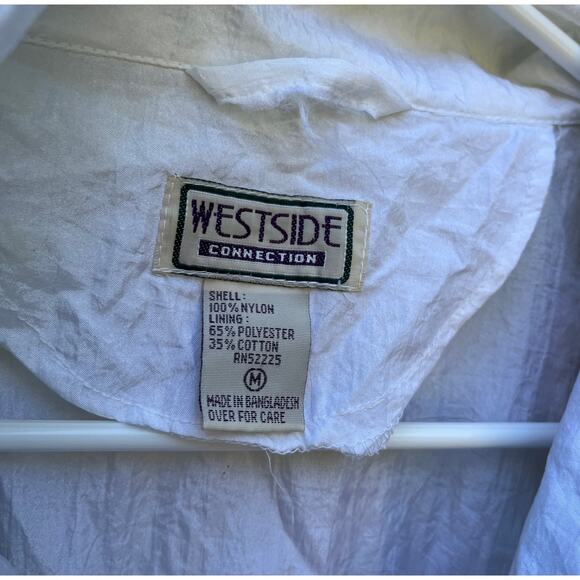 WESTSIDE
CONNECTION
SHELL:
100% NYLON
LINING:
65% POLYESTER
35% COTTON
RN52225
M
MADE IN BANGLADESH
OVER FOR CARE